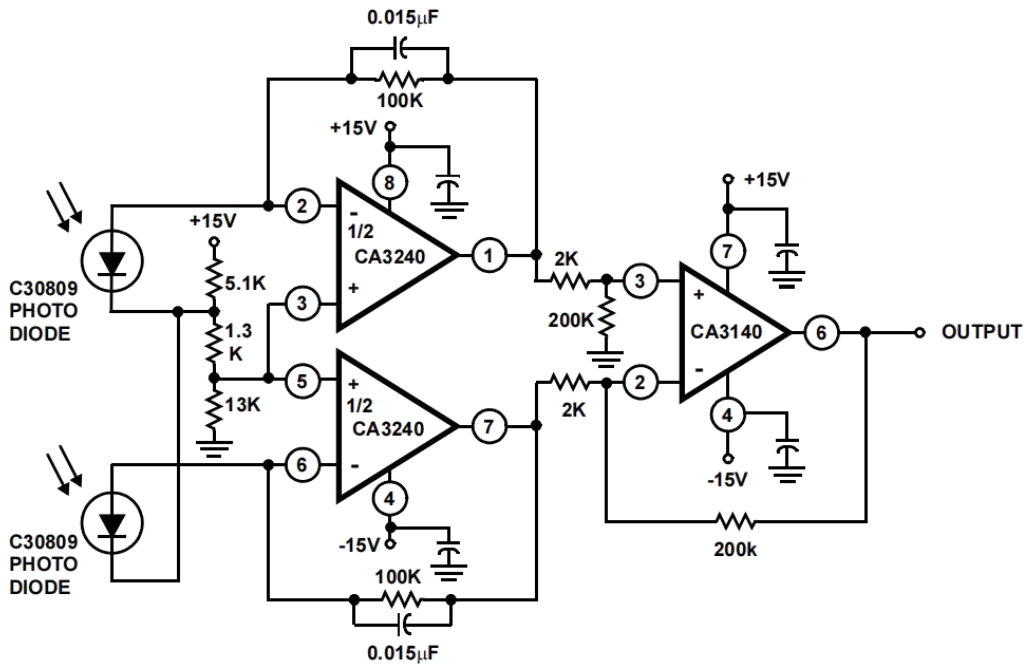 0.015μF
100K
+15V
8
2
-
1/2
CA3240
1
+15V
5.1K
C30809
PHOTO
DIODE
3
+
1.3
K
5
+
1/2
CA3240
7
13K
6
-
4
-15V
C30809
PHOTO
DIODE
100K
0.015μF
2K
200K
2K
+15V
7
3
+
CA3140
6
OUTPUT
2
-
4
-15V
200k